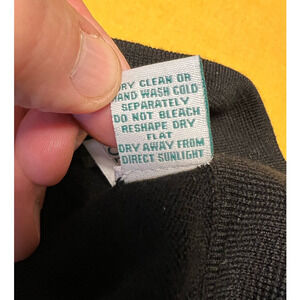 DRY CLEAN OR
HAND WASH COLD
SEPARATELY
DO NOT BLEACH
RESHAPE DRY
FLAT
DRY AWAY FROM
DIRECT SUNLIGHT